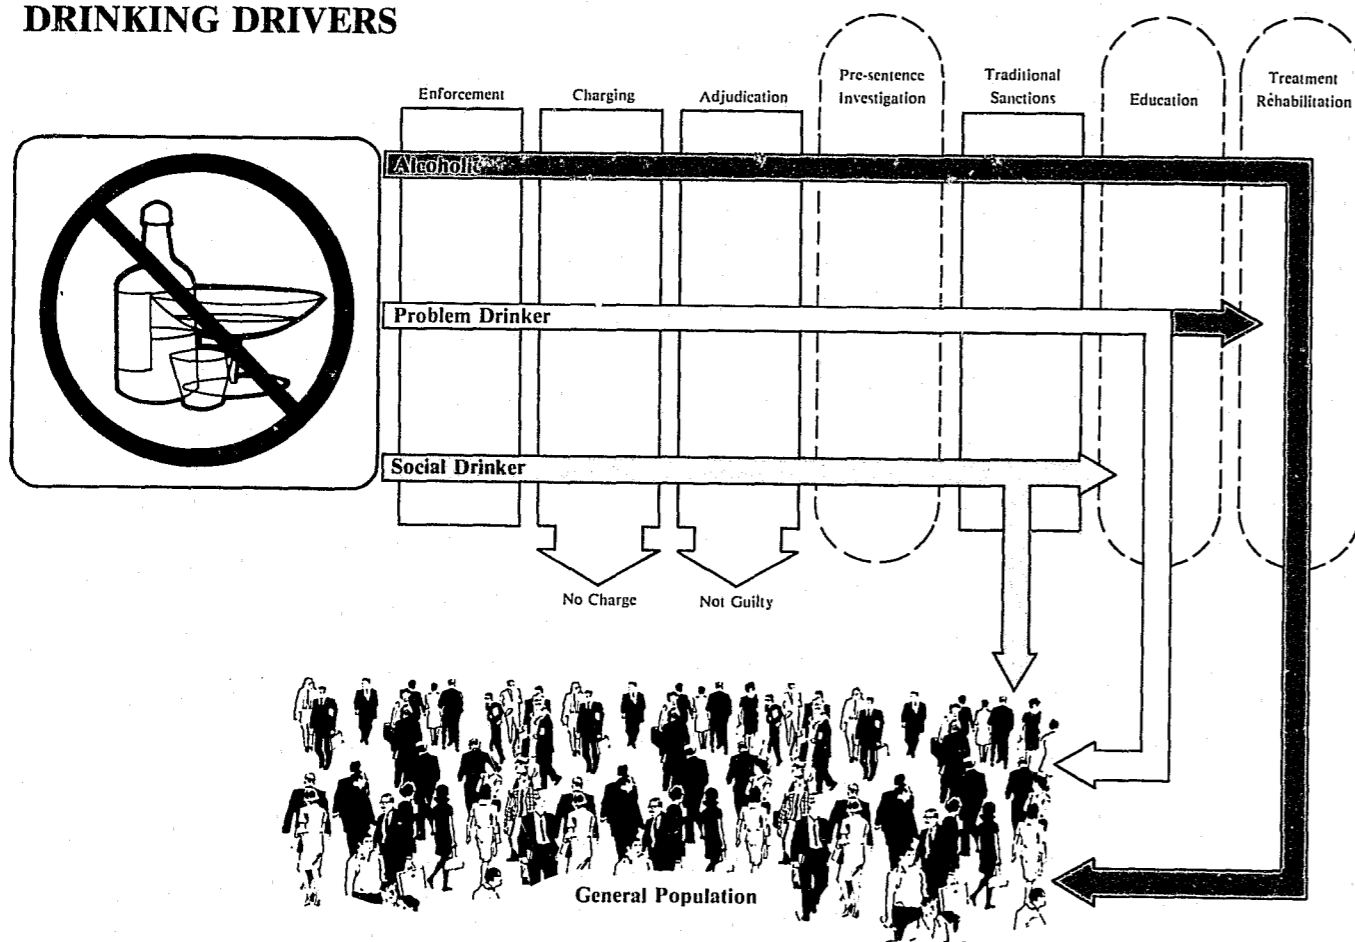 DRINKING DRIVERS
Enforcement
Charging
Adjudication
Pre-sentence
Investigation
Traditional
Sanctions
Education
Treatment
Rehabilitation
Alcoholic
Problem Drinker
Social Drinker
No Charge
Not Guilty
General Population